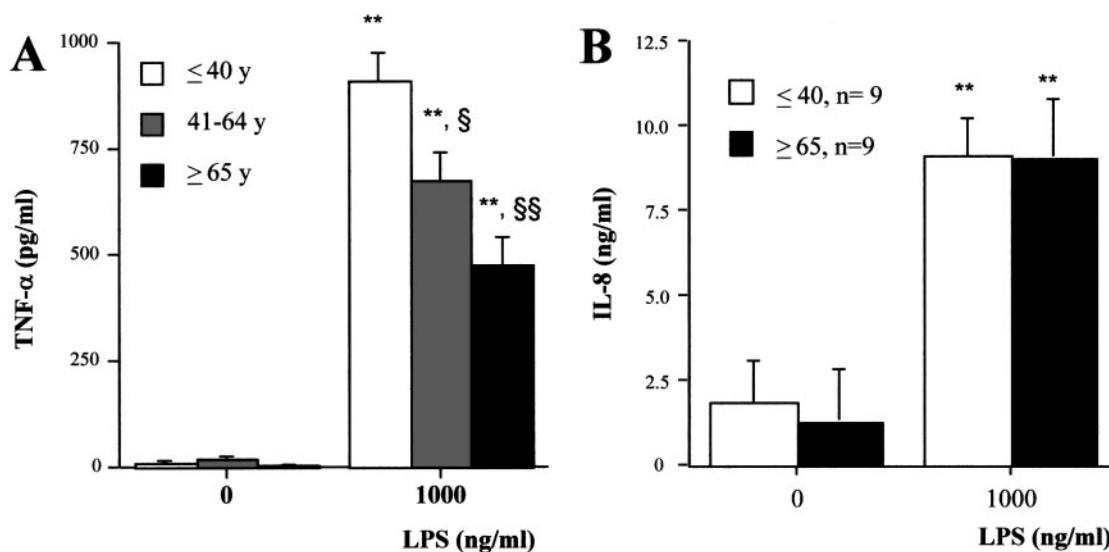 A
TNF-α (pg/ml)
1000
750
500
250
0
≤ 40 y
41-64 y
≥ 65 y
**
**, §
**, §§
0
1000
LPS (ng/ml)
B
IL-8 (ng/ml)
12.5
10.0
7.5
5.0
2.5
0
≤ 40, n= 9
≥ 65, n=9
**
**
0
1000
LPS (ng/ml)